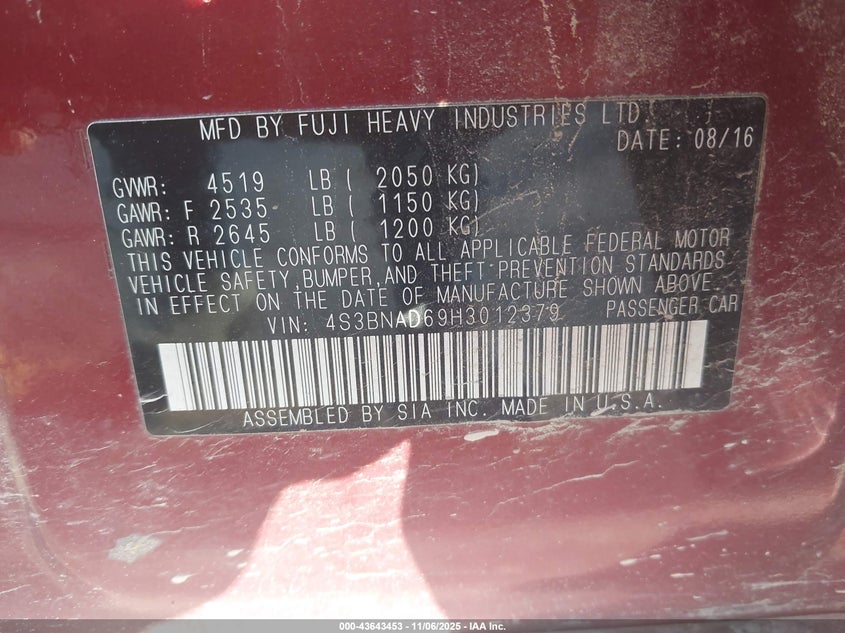 MFD BY FUJI HEAVY INDUSTRIES LTD.
DATE: 08/16
GVWR: 4519 LB ( 2050 KG)
GAWR: F 2535 LB ( 1150 KG)
GAWR: R 2645 LB ( 1200 KG)
THIS VEHICLE CONFORMS TO ALL APPLICABLE FEDERAL MOTOR
VEHICLE SAFETY,BUMPER,AND THEFT PREVENTION STANDARDS
IN EFFECT ON THE DATE OF MANUFACTURE SHOWN ABOVE.
VIN: 4S3BNAD69H3012379 PASSENGER CAR
ASSEMBLED BY SIA INC. MADE IN U.S.A.
000-43643453 - 11/06/2025 - IAA Inc.